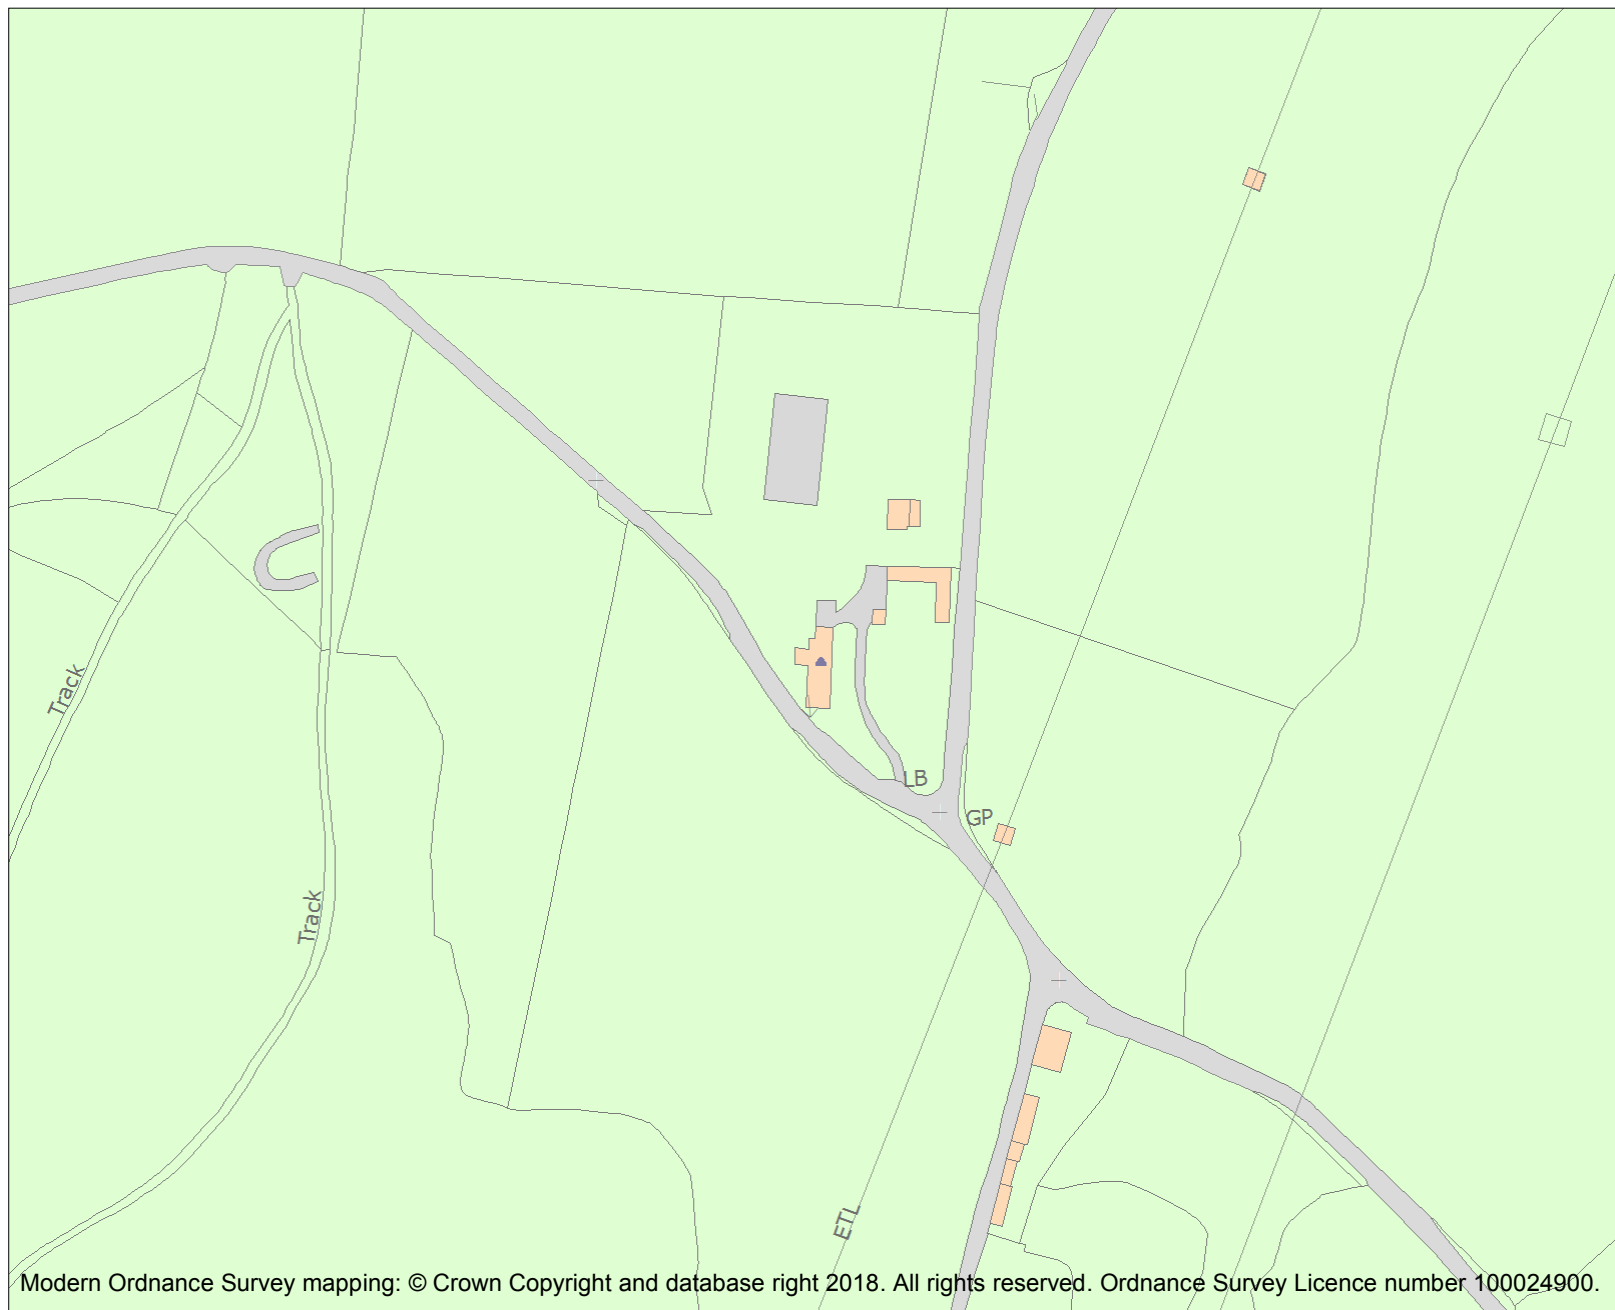 Track
LB
GP
Track
ETL
Modern Ordnance Survey mapping: © Crown Copyright and database right 2018. All rights reserved. Ordnance Survey Licence number 100024900.